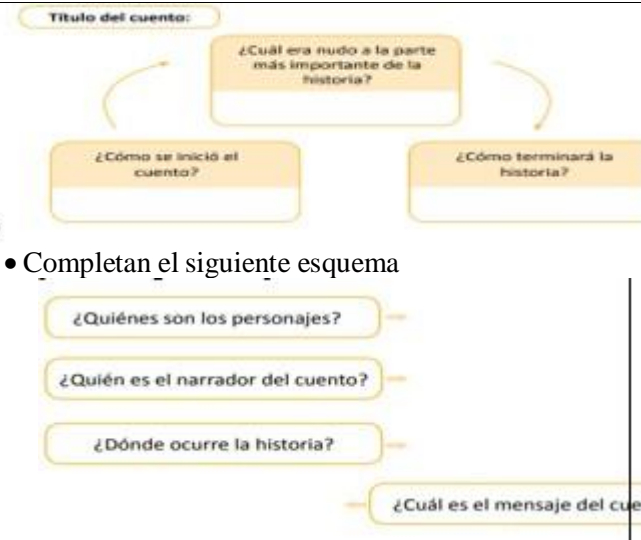 Título del cuento:
¿Cuál era nudo a la parte
más importante de la
historia?
¿Cómo se inició el
cuento?
¿Cómo terminará la
historia?
• Completan el siguiente esquema
¿Quiénes son los personajes?
¿Quién es el narrador del cuento?
¿Dónde ocurre la historia?
¿Cuál es el mensaje del cue